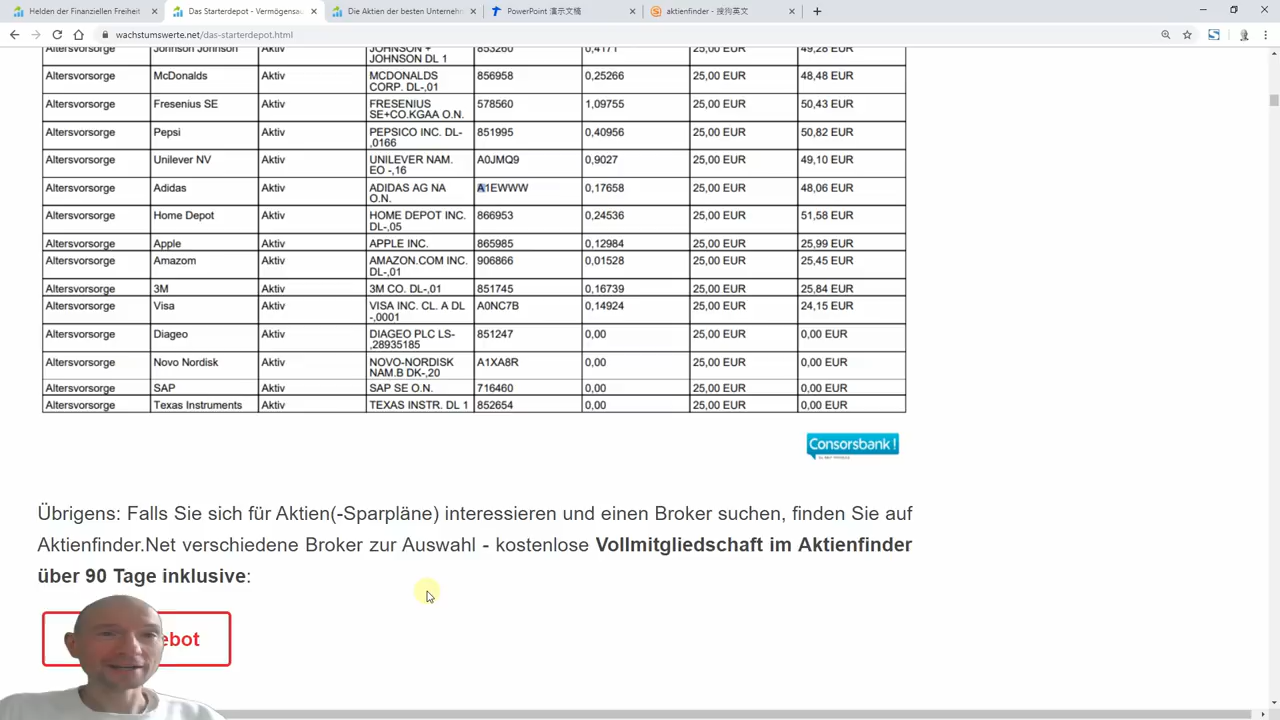 Helden der Finanziellen Freiheit
Das Starterdepot - Vermögensau
Die Aktien der besten Unternehm
PowerPoint 演示文稿
aktienfinder - 搜狗英文
wachstumswerte.net/das-starterdepot.html
Altersvorsorge Johnson Johnson Aktiv JOHNSON + 853260 0,4171 25,00 EUR 49,28 EUR
JOHNSON DL 1
Altersvorsorge McDonalds Aktiv MCDONALDS 856958 0,25266 25,00 EUR 48,48 EUR
CORP. DL-,01
Altersvorsorge Fresenius SE Aktiv FRESENIUS 578560 1,09755 25,00 EUR 50,43 EUR
SE+CO.KGAA O.N.
Altersvorsorge Pepsi Aktiv PEPSICO INC. DL- 851995 0,40956 25,00 EUR 50,82 EUR
,0166
Altersvorsorge Unilever NV Aktiv UNILEVER NAM. A0JMQ9 0,9027 25,00 EUR 49,10 EUR
EO -,16
Altersvorsorge Adidas Aktiv ADIDAS AG NA A1EWWW 0,17658 25,00 EUR 48,06 EUR
O.N.
Altersvorsorge Home Depot Aktiv HOME DEPOT INC. 866953 0,24536 25,00 EUR 51,58 EUR
DL-,05
Altersvorsorge Apple Aktiv APPLE INC. 865985 0,12984 25,00 EUR 25,99 EUR
Altersvorsorge Amazom Aktiv AMAZON.COM INC. 906866 0,01528 25,00 EUR 25,45 EUR
DL-,01
Altersvorsorge 3M Aktiv 3M CO. DL-,01 851745 0,16739 25,00 EUR 25,84 EUR
Altersvorsorge Visa Aktiv VISA INC. CL. A DL A0NC7B 0,14924 25,00 EUR 24,15 EUR
-,0001
Altersvorsorge Diageo Aktiv DIAGEO PLC LS- 851247 0,00 25,00 EUR 0,00 EUR
,28935185
Altersvorsorge Novo Nordisk Aktiv NOVO-NORDISK A1XA8R 0,00 25,00 EUR 0,00 EUR
NAM.B DK-,20
Altersvorsorge SAP Aktiv SAP SE O.N. 716460 0,00 25,00 EUR 0,00 EUR
Altersvorsorge Texas Instruments Aktiv TEXAS INSTR. DL 1 852654 0,00 25,00 EUR 0,00 EUR
Consorsbank!
Übrigens: Falls Sie sich für Aktien(-Sparpläne) interessieren und einen Broker suchen, finden Sie auf
Aktienfinder.Net verschiedene Broker zur Auswahl - kostenlose Vollmitgliedschaft im Aktienfinder
über 90 Tage inklusive:
ebot